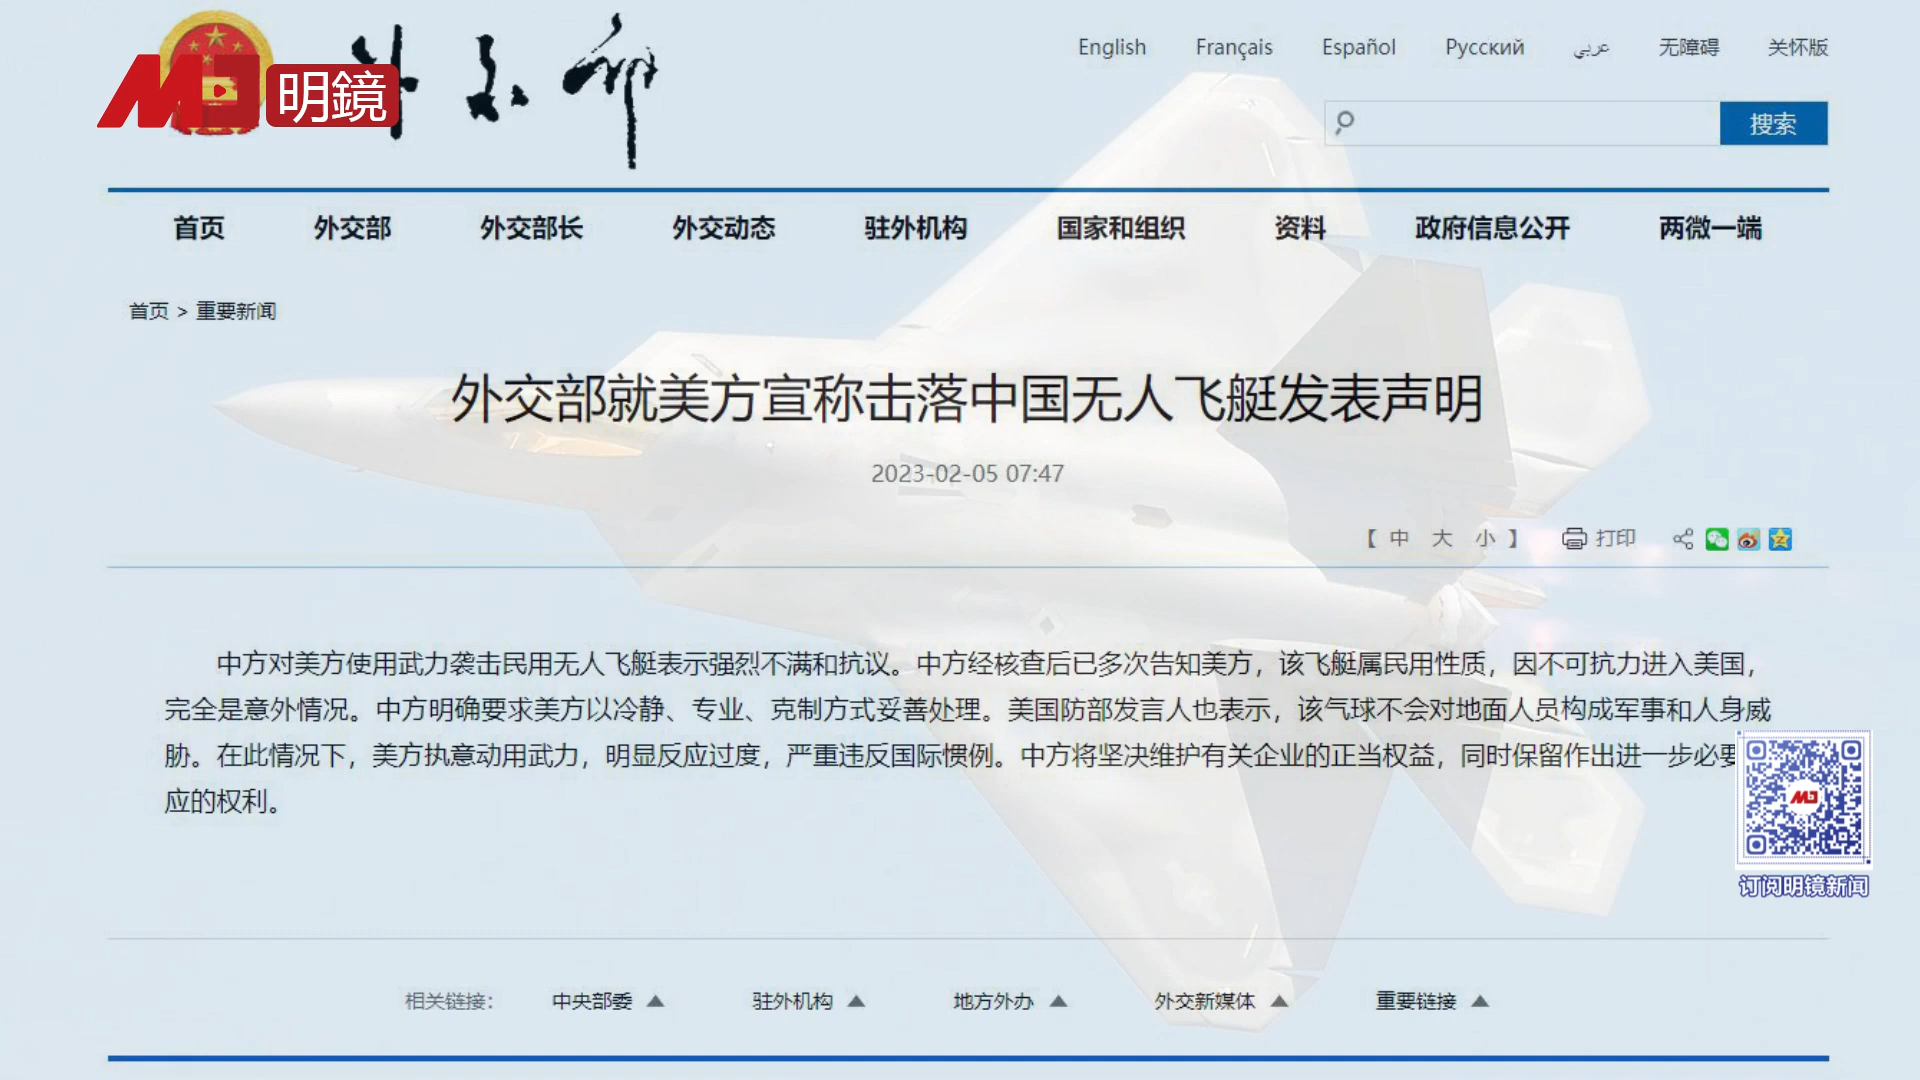 明鏡
外交部
English Français Español Русский عربي 无障碍 关怀版
搜索
首页 外交部 外交部长 外交动态 驻外机构 国家和组织 资料 政府信息公开 两微一端
首页 > 重要新闻
外交部就美方宣称击落中国无人飞艇发表声明
2023-02-05 07:47
【 中 大 小 】 打印
中方对美方使用武力袭击民用无人飞艇表示强烈不满和抗议。中方经核查后已多次告知美方，该飞艇属民用性质，因不可抗力进入美国，
完全是意外情况。中方明确要求美方以冷静、专业、克制方式妥善处理。美国防部发言人也表示，该气球不会对地面人员构成军事和人身威
胁。在此情况下，美方执意动用武力，明显反应过度，严重违反国际惯例。中方将坚决维护有关企业的正当权益，同时保留作出进一步必要
应的权利。
订阅明镜新闻
相关链接： 中央部委 驻外机构 地方外办 外交新媒体 重要链接